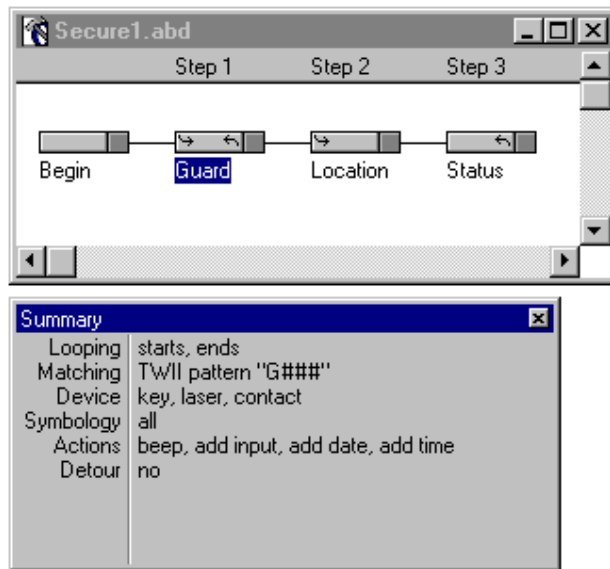 Secure1.abd
Step 1 Step 2 Step 3
Begin Guard Location Status
Summary
Looping starts, ends
Matching TWII pattern "G###"
Device key, laser, contact
Symbology all
Actions beep, add input, add date, add time
Detour no